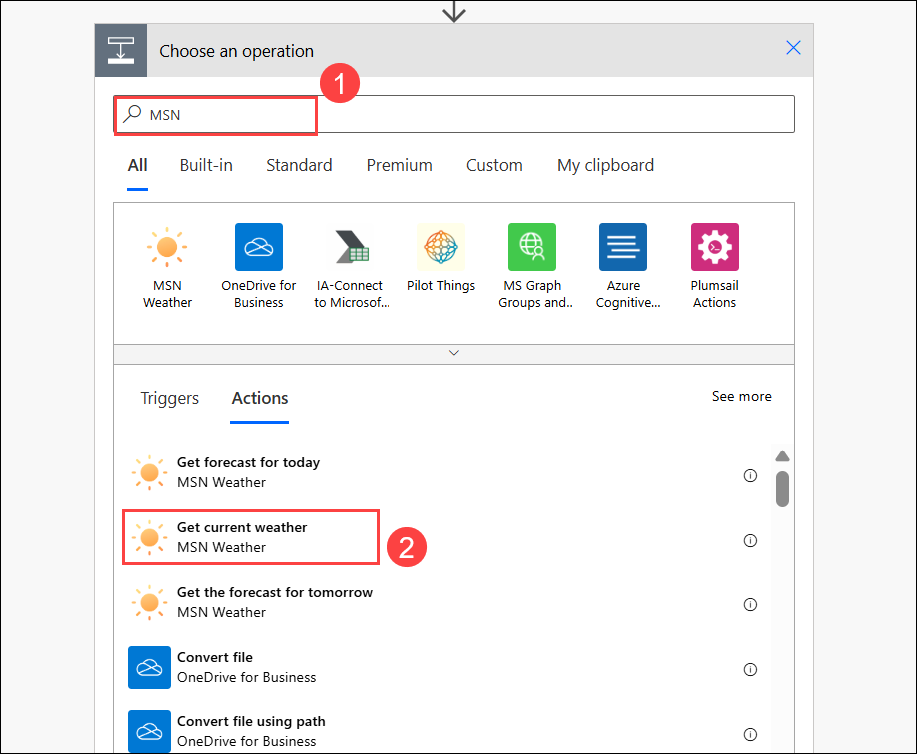 Choose an operation
1
MSN
All Built-in Standard Premium Custom My clipboard
MSN Weather
OneDrive for Business
IA-Connect to Microsof...
Pilot Things
MS Graph Groups and..
Azure Cognitive...
Plumsail Actions
Triggers Actions See more
Get forecast for today
MSN Weather
Get current weather
MSN Weather
2
Get the forecast for tomorrow
MSN Weather
Convert file
OneDrive for Business
Convert file using path
OneDrive for Business